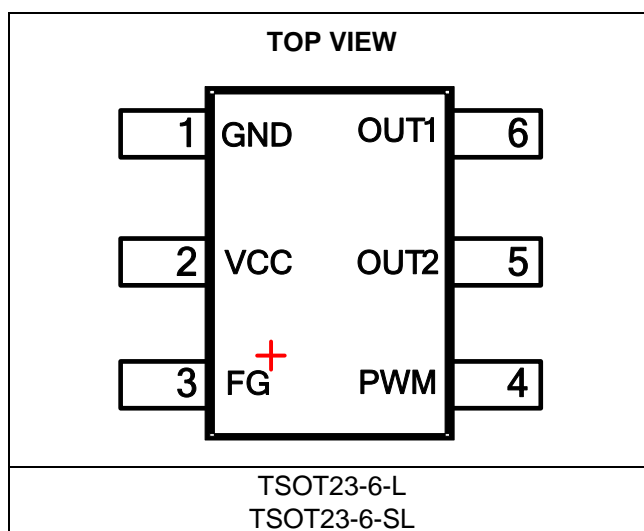 TOP VIEW
1 GND OUT1 6
2 VCC OUT2 5
3 FG PWM 4
TSOT23-6-L
TSOT23-6-SL